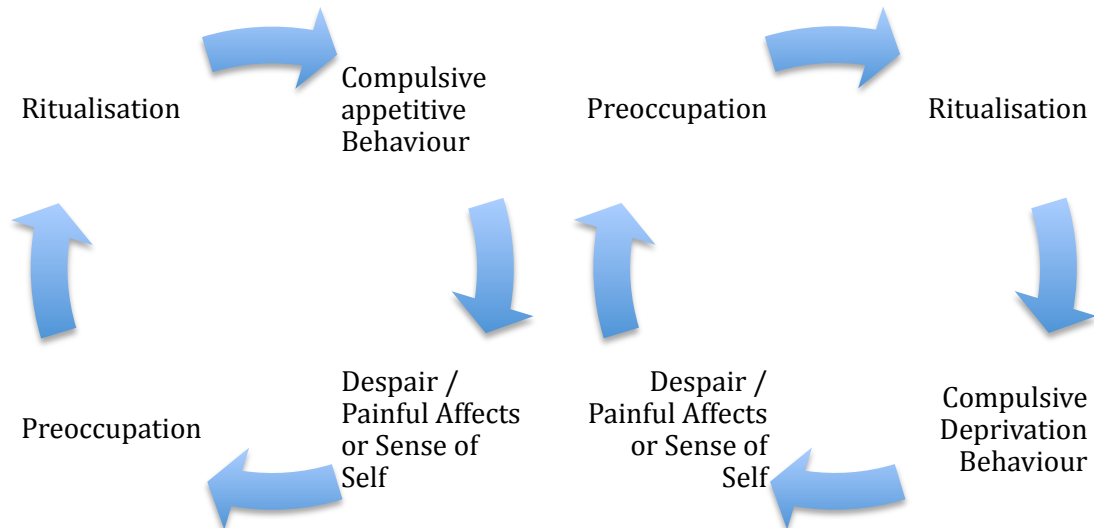 Ritualisation
Compulsive
appetitive
Behaviour
Despair /
Painful Affects
or Sense of
Self
Preoccupation
Preoccupation
Ritualisation
Compulsive
Deprivation
Behaviour
Despair /
Painful Affects
or Sense of
Self